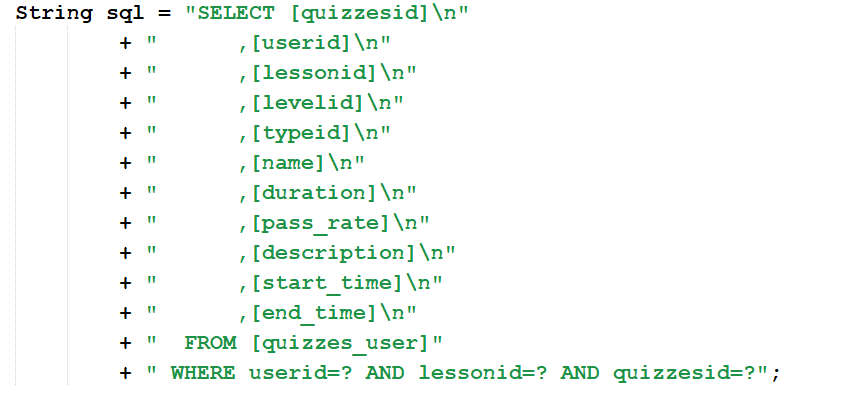 String sql = "SELECT [quizzesid]\n"
        + "      ,[userid]\n"
        + "      ,[lessonid]\n"
        + "      ,[levelid]\n"
        + "      ,[typeid]\n"
        + "      ,[name]\n"
        + "      ,[duration]\n"
        + "      ,[pass_rate]\n"
        + "      ,[description]\n"
        + "      ,[start_time]\n"
        + "      ,[end_time]\n"
        + "  FROM [quizzes_user]"
        + " WHERE userid=? AND lessonid=? AND quizzesid=?";